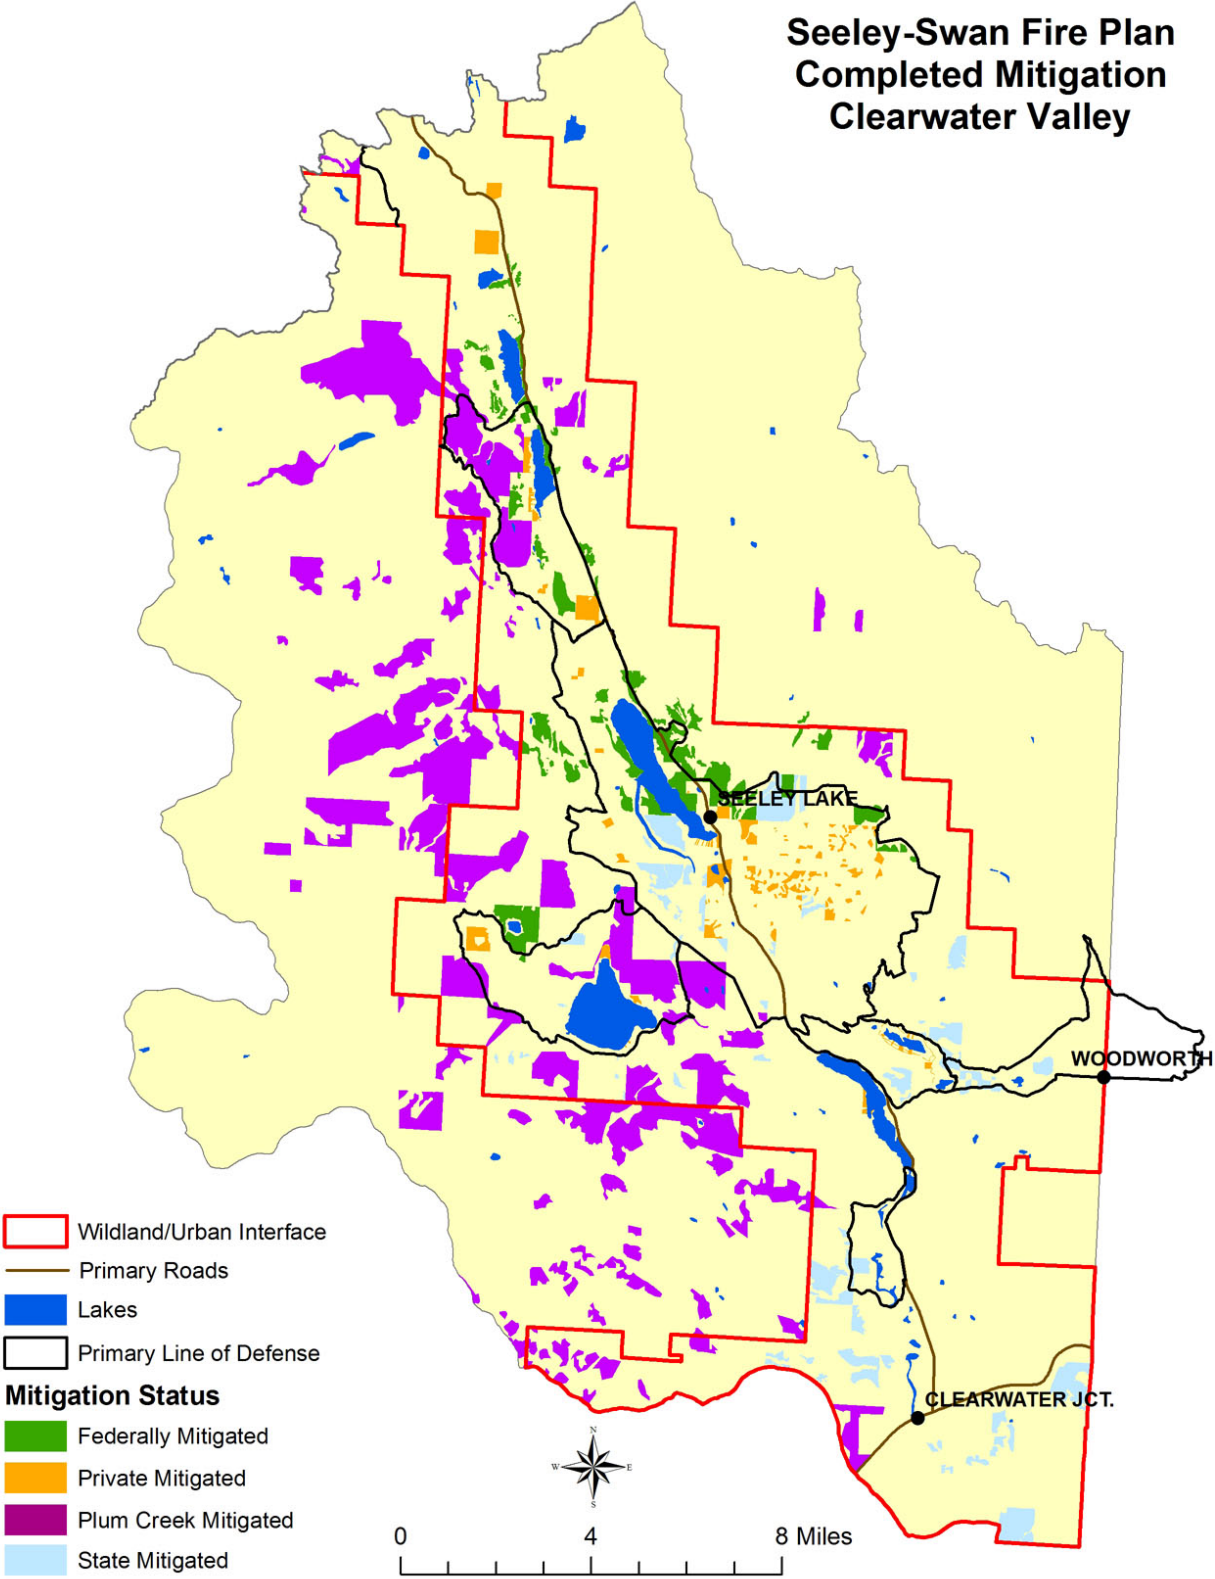 Seeley-Swan Fire Plan
Completed Mitigation
Clearwater Valley
SEELEY LAKE
WOODWORTH
CLEARWATER JCT.
Wildland/Urban Interface
Primary Roads
Lakes
Primary Line of Defense
Mitigation Status
Federally Mitigated
Private Mitigated
Plum Creek Mitigated
State Mitigated
N
W E
S
0 4 8 Miles